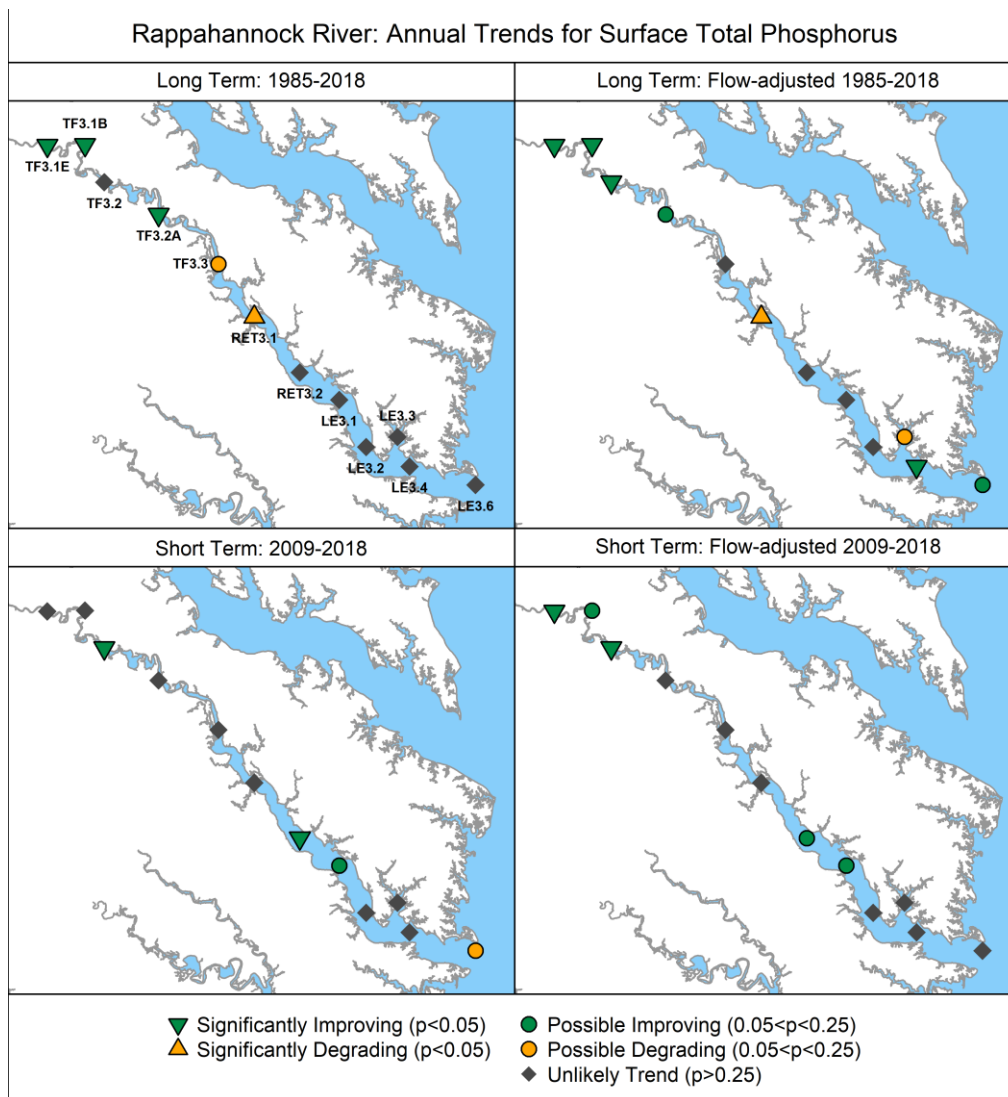 Rappahannock River: Annual Trends for Surface Total Phosphorus
Long Term: 1985-2018
Long Term: Flow-adjusted 1985-2018
TF3.1B
TF3.1E
TF3.2
TF3.2A
TF3.3
RET3.1
RET3.2
LE3.1
LE3.3
LE3.2
LE3.4
LE3.6
Short Term: 2009-2018
Short Term: Flow-adjusted 2009-2018
Significantly Improving (p<0.05)
Possible Improving (0.05<p<0.25)
Significantly Degrading (p<0.05)
Possible Degrading (0.05<p<0.25)
Unlikely Trend (p>0.25)